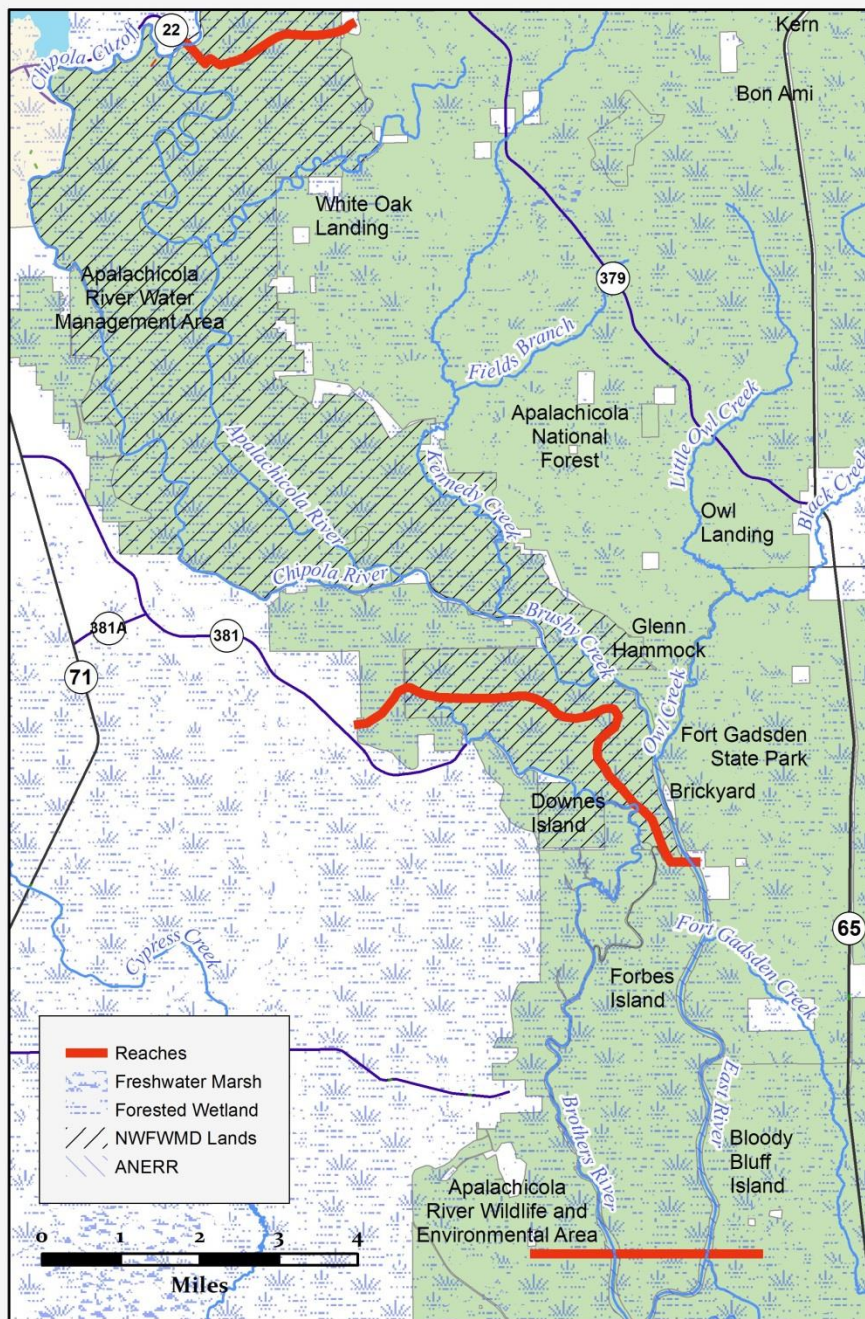 Kern
22
Chipola Cutoff
Bon Ami
White Oak
Landing
Apalachicola
River Water
Management Area
379
Fields Branch
Apalachicola
National
Forest
Little Owl Creek
Kennedy Creek
Apalachicola River
Black Creek
Owl
Landing
Chipola River
381A
381
71
Brushy Creek
Glenn
Hammock
Owl Creek
Fort Gadsden
State Park
Brickyard
Downes
Island
65
Cypress Creek
Fort Gadsden Creek
Forbes
Island
East River
Brothers River
Bloody
Bluff
Island
Apalachicola
River Wildlife and
Environmental Area
Reaches
Freshwater Marsh
Forested Wetland
NWFWMD Lands
ANERR
0 1 2 3 4
Miles